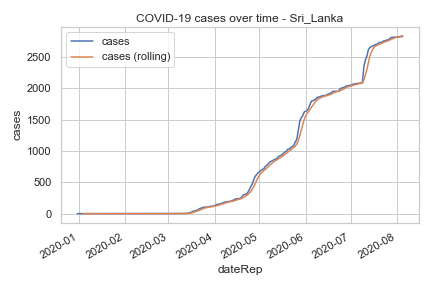 COVID-19 cases over time - Sri_Lanka
cases
cases (rolling)
cases
2500
2000
1500
1000
500
0
2020-01
2020-02
2020-03
2020-04
2020-05
2020-06
2020-07
2020-08
dateRep